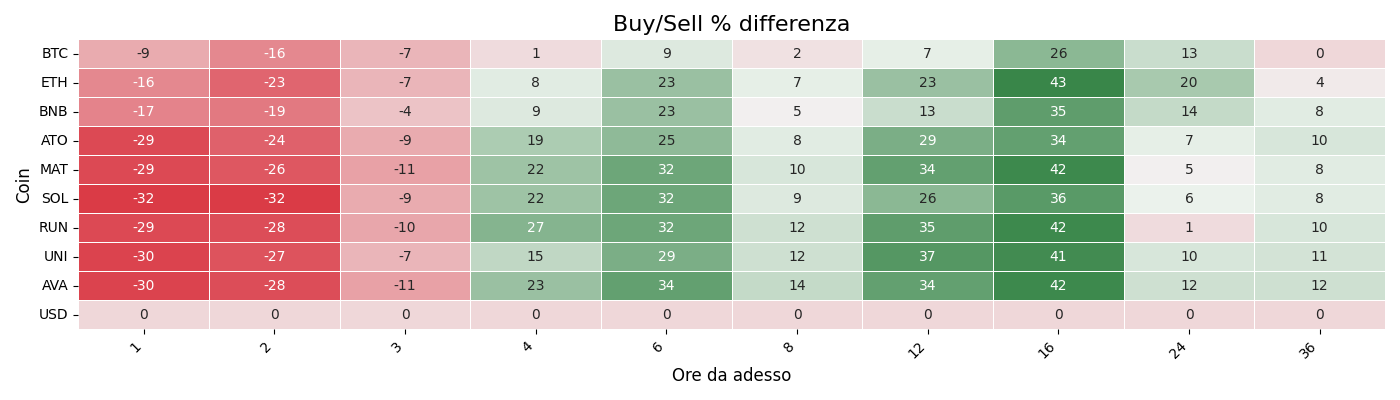 Buy/Sell % differenza
BTC -9 -16 -7 1 9 2 7 26 13 0
ETH -16 -23 -7 8 23 7 23 43 20 4
BNB -17 -19 -4 9 23 5 13 35 14 8
ATO -29 -24 -9 19 25 8 29 34 7 10
MAT -29 -26 -11 22 32 10 34 42 5 8
SOL -32 -32 -9 22 32 9 26 36 6 8
RUN -29 -28 -10 27 32 12 35 42 1 10
UNI -30 -27 -7 15 29 12 37 41 10 11
AVA -30 -28 -11 23 34 14 34 42 12 12
USD 0 0 0 0 0 0 0 0 0 0
Coin
1 2 3 4 6 8 12 16 24 36
Ore da adesso